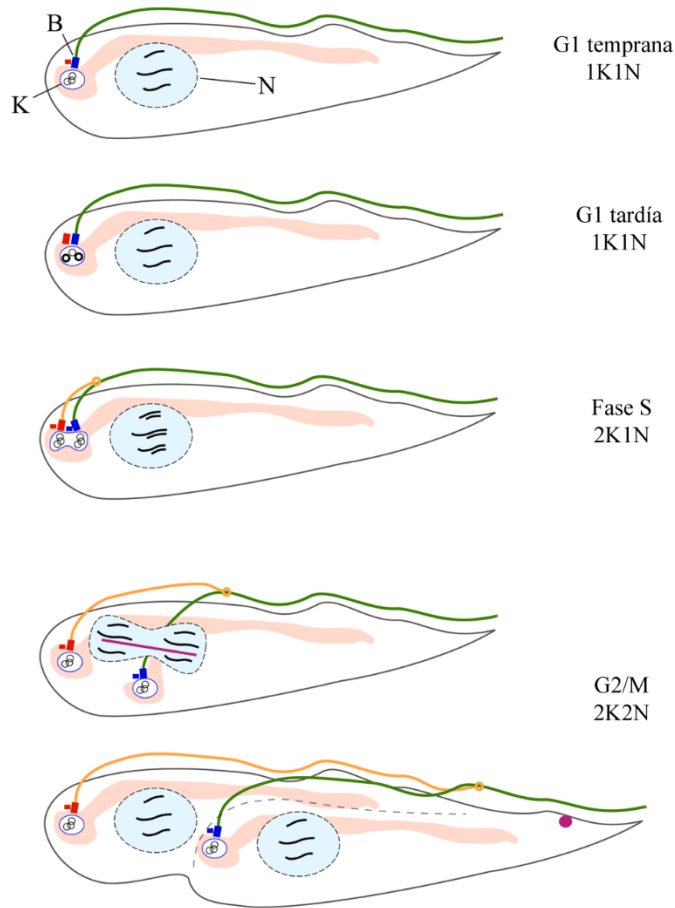 B
K
N
G1 temprana
1K1N
G1 tardía
1K1N
Fase S
2K1N
G2/M
2K2N